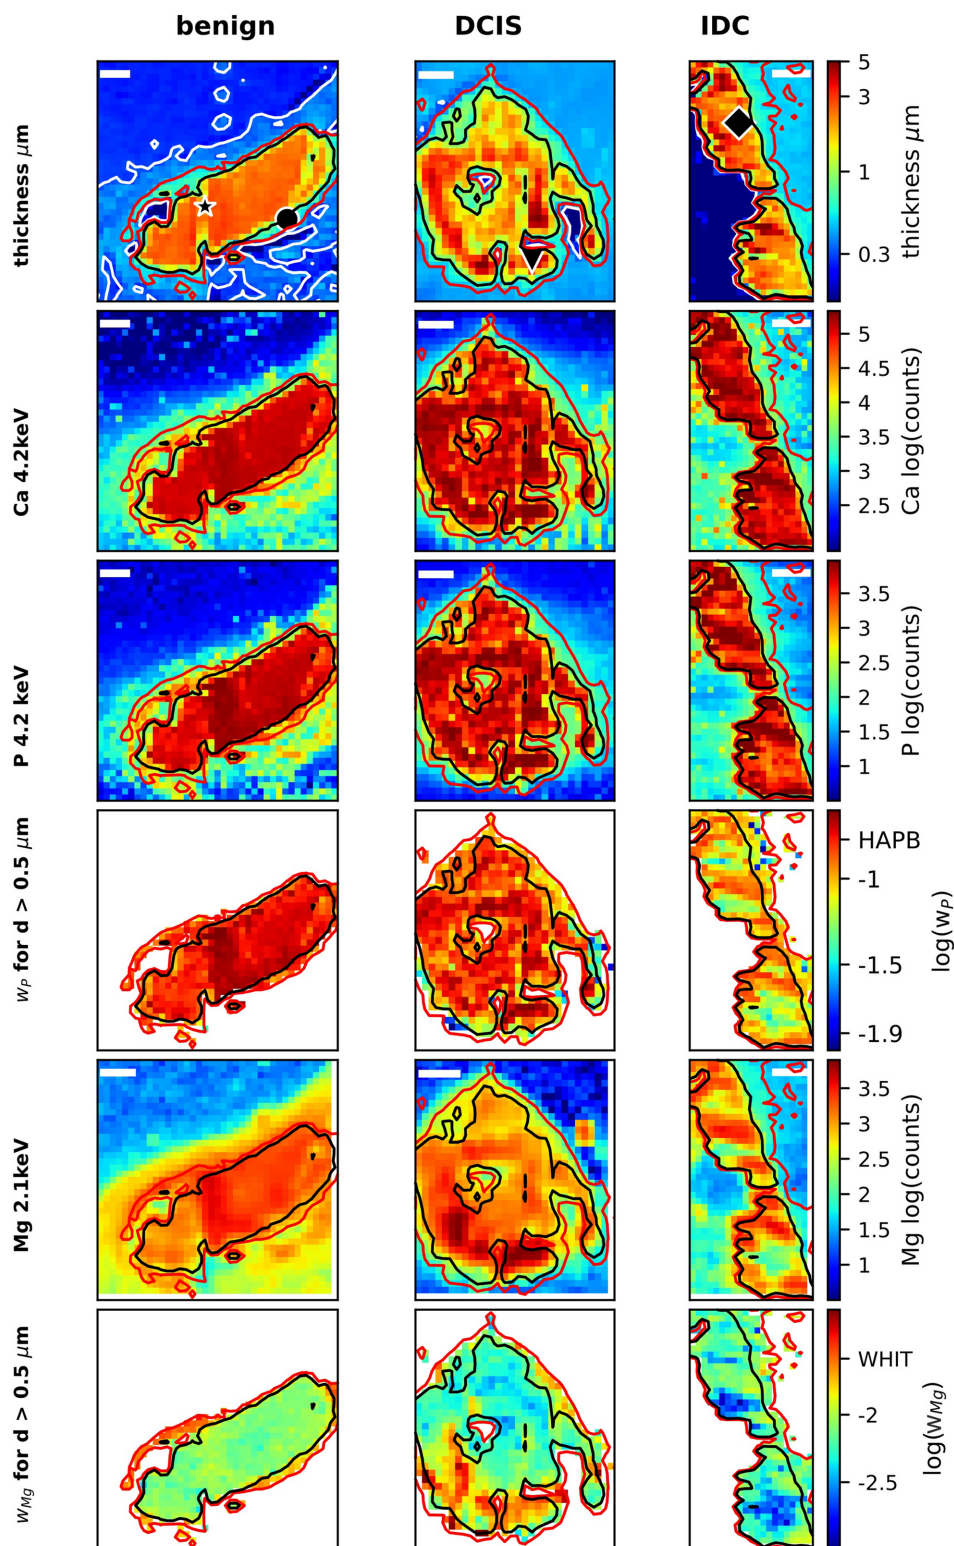 benign DCIS IDC
thickness μm
5
3
1
0.3
thickness μm
Ca 4.2keV
5
4.5
4
3.5
3
2.5
Ca log(counts)
P 4.2 keV
3.5
3
2.5
2
1.5
1
P log(counts)
wP for d > 0.5 μm
HAPB
-1
-1.5
-1.9
log(wP)
Mg 2.1keV
3.5
3
2.5
2
1.5
1
Mg log(counts)
wMg for d > 0.5 μm
WHIT
-2
-2.5
log(wMg)